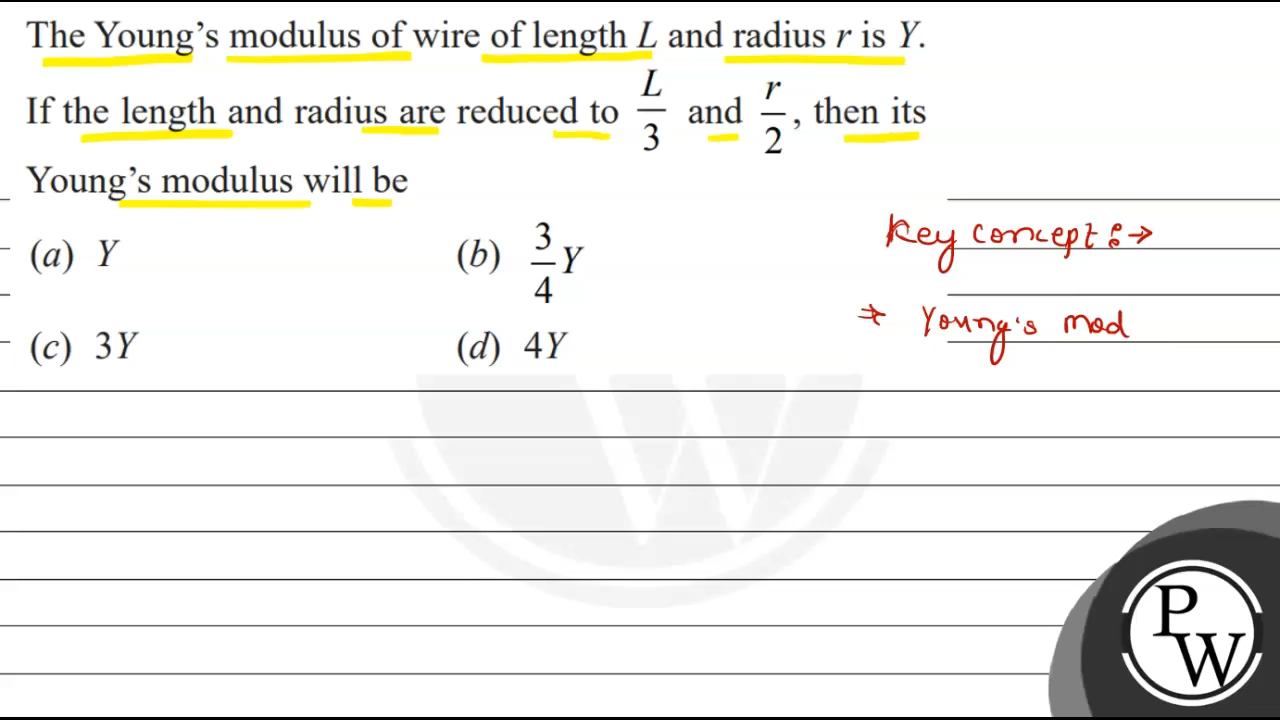 The Young's modulus of wire of length L and radius r is Y.
If the length and radius are reduced to L/3 and r/2, then its
Young's modulus will be
(a) Y (b) 3/4 Y
(c) 3Y (d) 4Y
Key concept :→
⇒ Young's mod
P
W